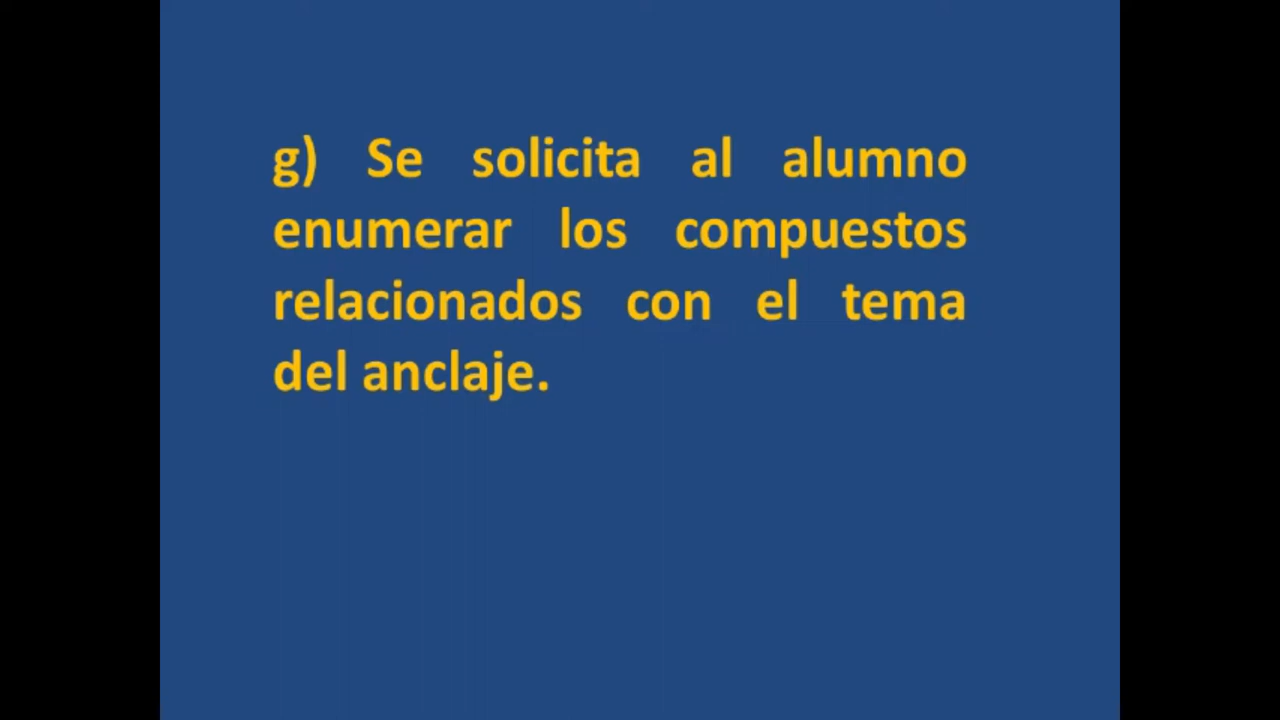 g) Se solicita al alumno
enumerar los compuestos
relacionados con el tema
del anclaje.